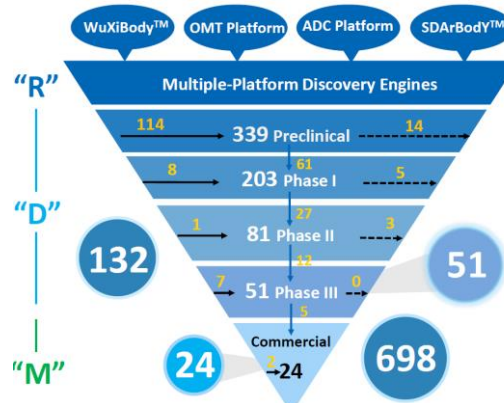 WuXiBody™ OMT Platform ADC Platform SDArBodY™
"R" Multiple-Platform Discovery Engines
114 339 Preclinical 14
61
8 203 Phase I 5
"D"
27
1 81 Phase II 3
132 51
12
7 51 Phase III 0
5
Commercial
24 2 24 698
"M"